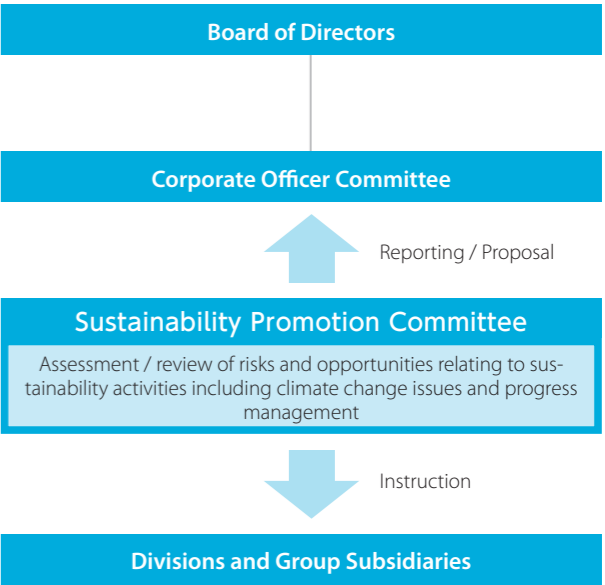 Board of Directors
Corporate Officer Committee
Reporting / Proposal
Sustainability Promotion Committee
Assessment / review of risks and opportunities relating to sus-
tainability activities including climate change issues and progress
management
Instruction
Divisions and Group Subsidiaries